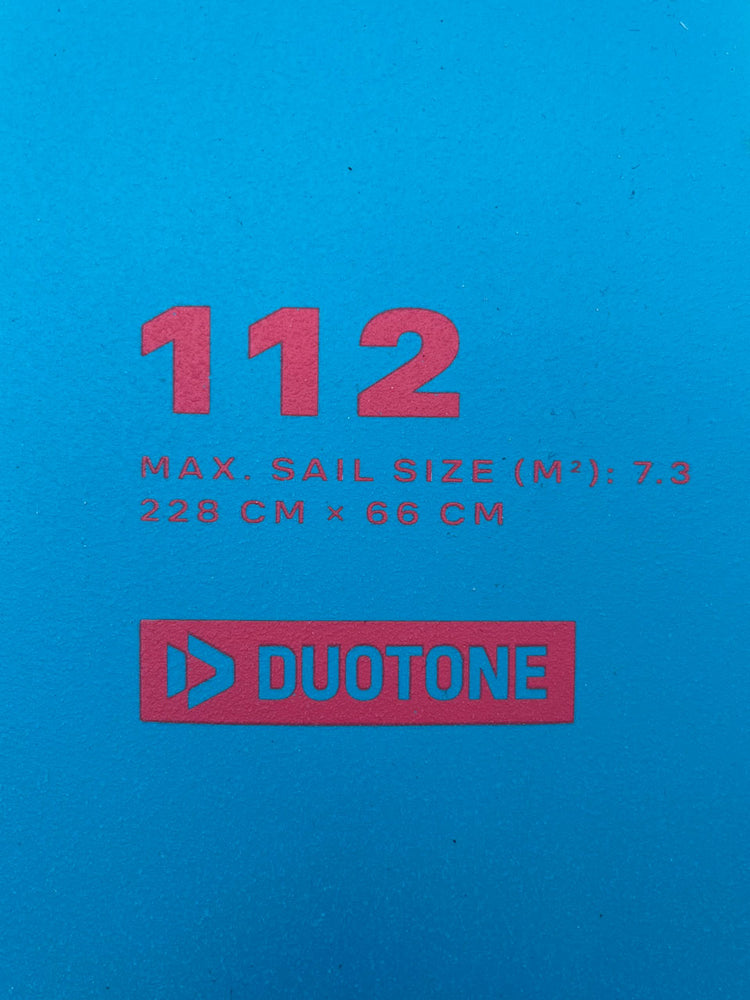 112
MAX. SAIL SIZE (M²): 7.3
228 CM × 66 CM
DUOTONE